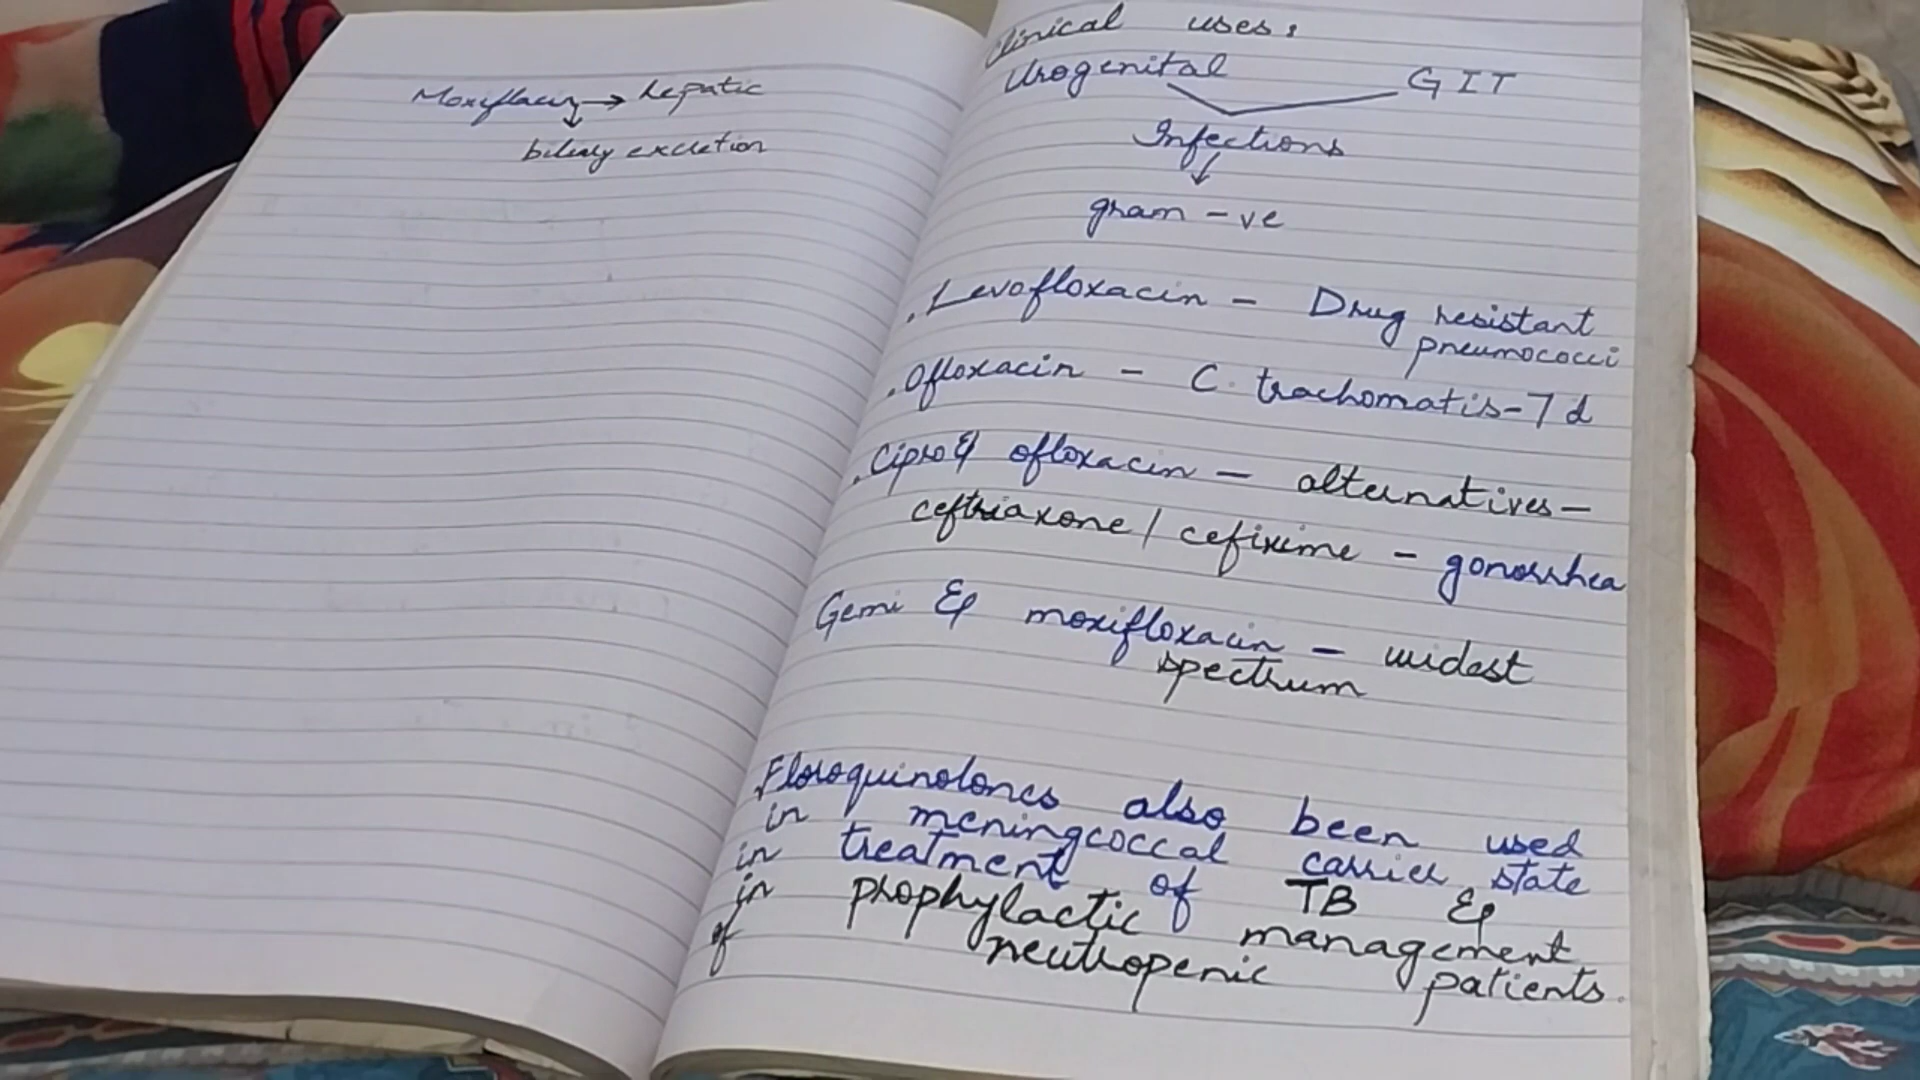 Moxiflacin → hepatic
↓
biliary excretion
Clinical uses:
Urogenital GIT
Infections
↓
gram -ve
. Levofloxacin - Drug resistant
pneumococci
. Ofloxacin - C. trachomatis - 7 d
. Cipro & ofloxacin - alternatives -
ceftriaxone / cefixime - gonorrhea
Gemi & moxifloxacin - widest
spectrum
Floroquinolones also been used
in meningcoccal carrier state
in treatment of TB &
in prophylactic management
of neutropenic patients.